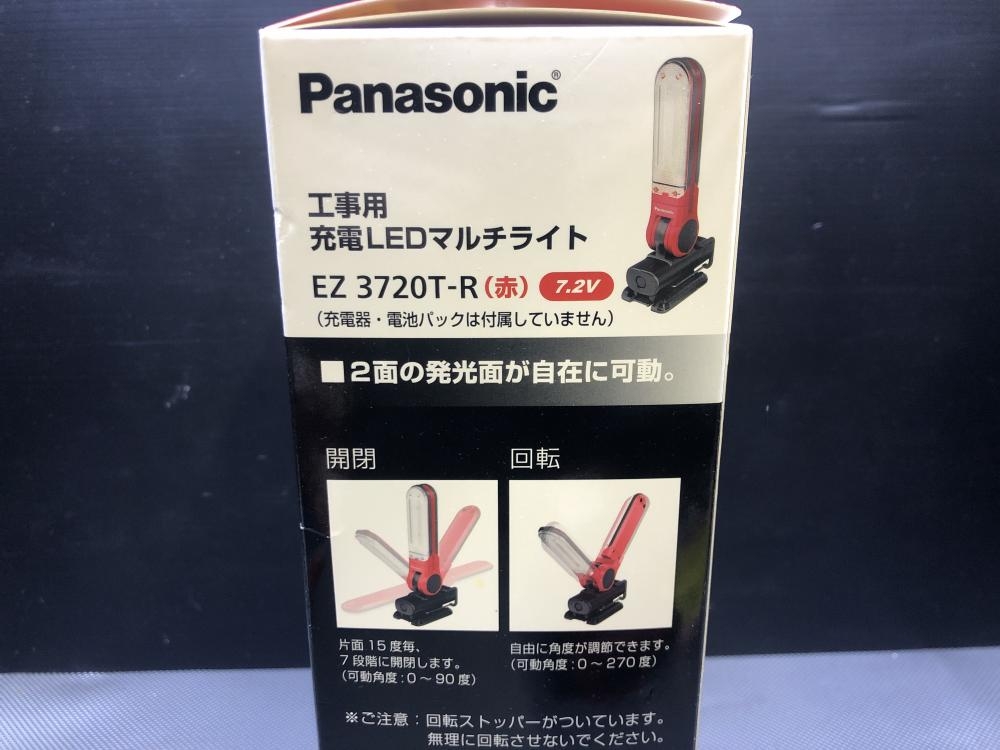 Panasonic®
工事用
充電LEDマルチライト
EZ 3720T-R(赤) 7.2V
(充電器・電池パックは付属していません)
■2面の発光面が自在に可動。
開閉
片面15度毎、
7段階に開閉します。
(可動角度:0〜90度)
回転
自由に角度が調節できます。
(可動角度:0〜270度)
※ご注意:回転ストッパーがついています。
無理に回転させないでください。